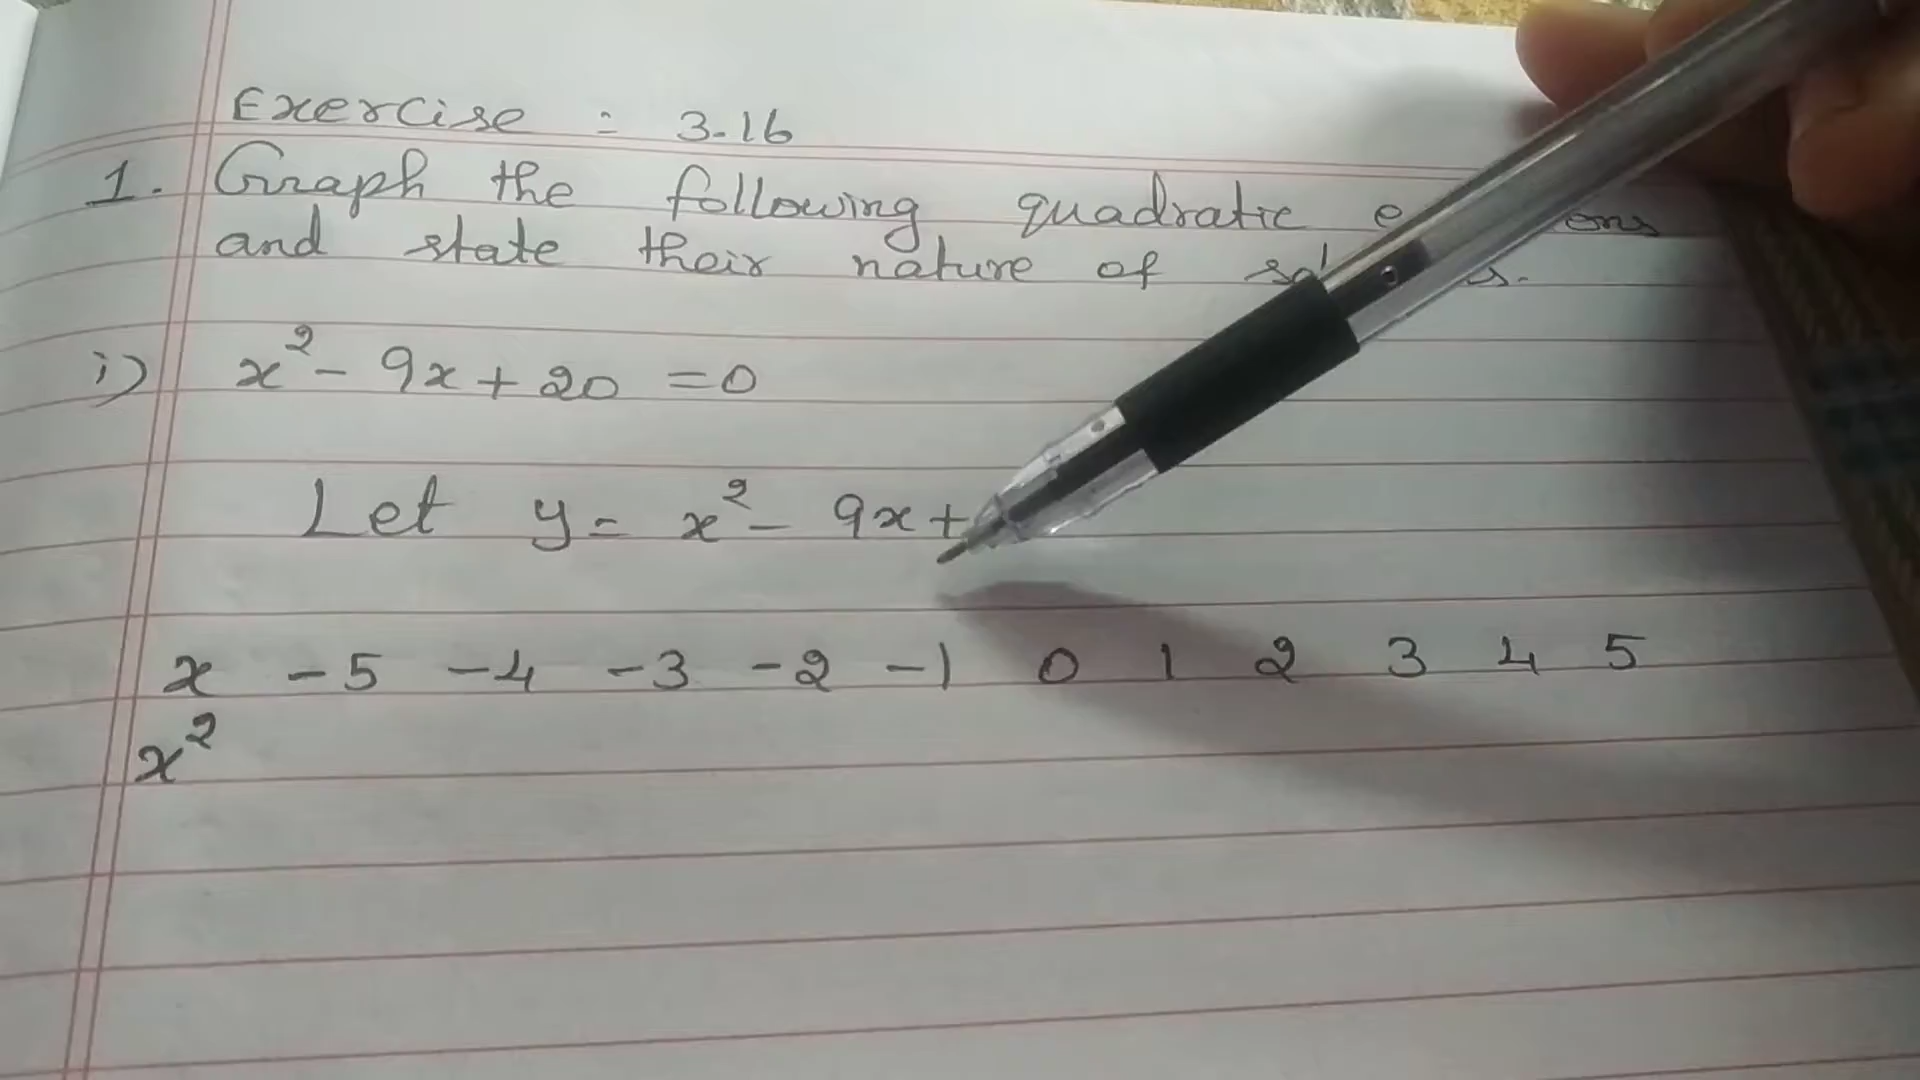 Exercise : 3.16
1. Graph the following quadratic
and state their nature of
i) x² - 9x + 20 = 0
Let y = x² - 9x +
x -5 -4 -3 -2 -1 0 1 2 3 4 5
x²